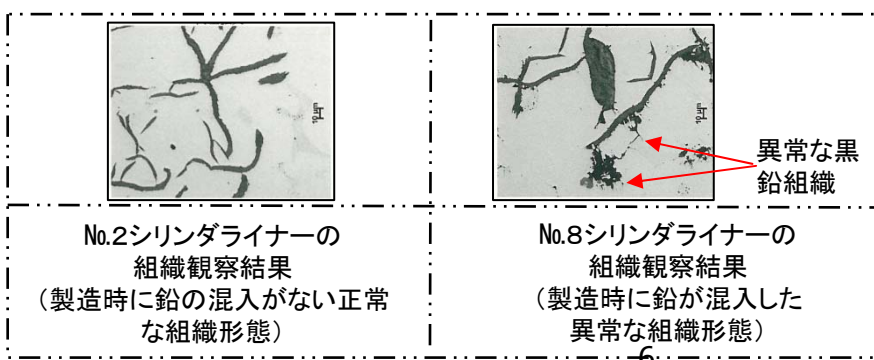 10μm
10μm
異常な黒
鉛組織
№2シリンダライナーの
組織観察結果
（製造時に鉛の混入がない正常
な組織形態）
№8シリンダライナーの
組織観察結果
（製造時に鉛が混入した
異常な組織形態）
6